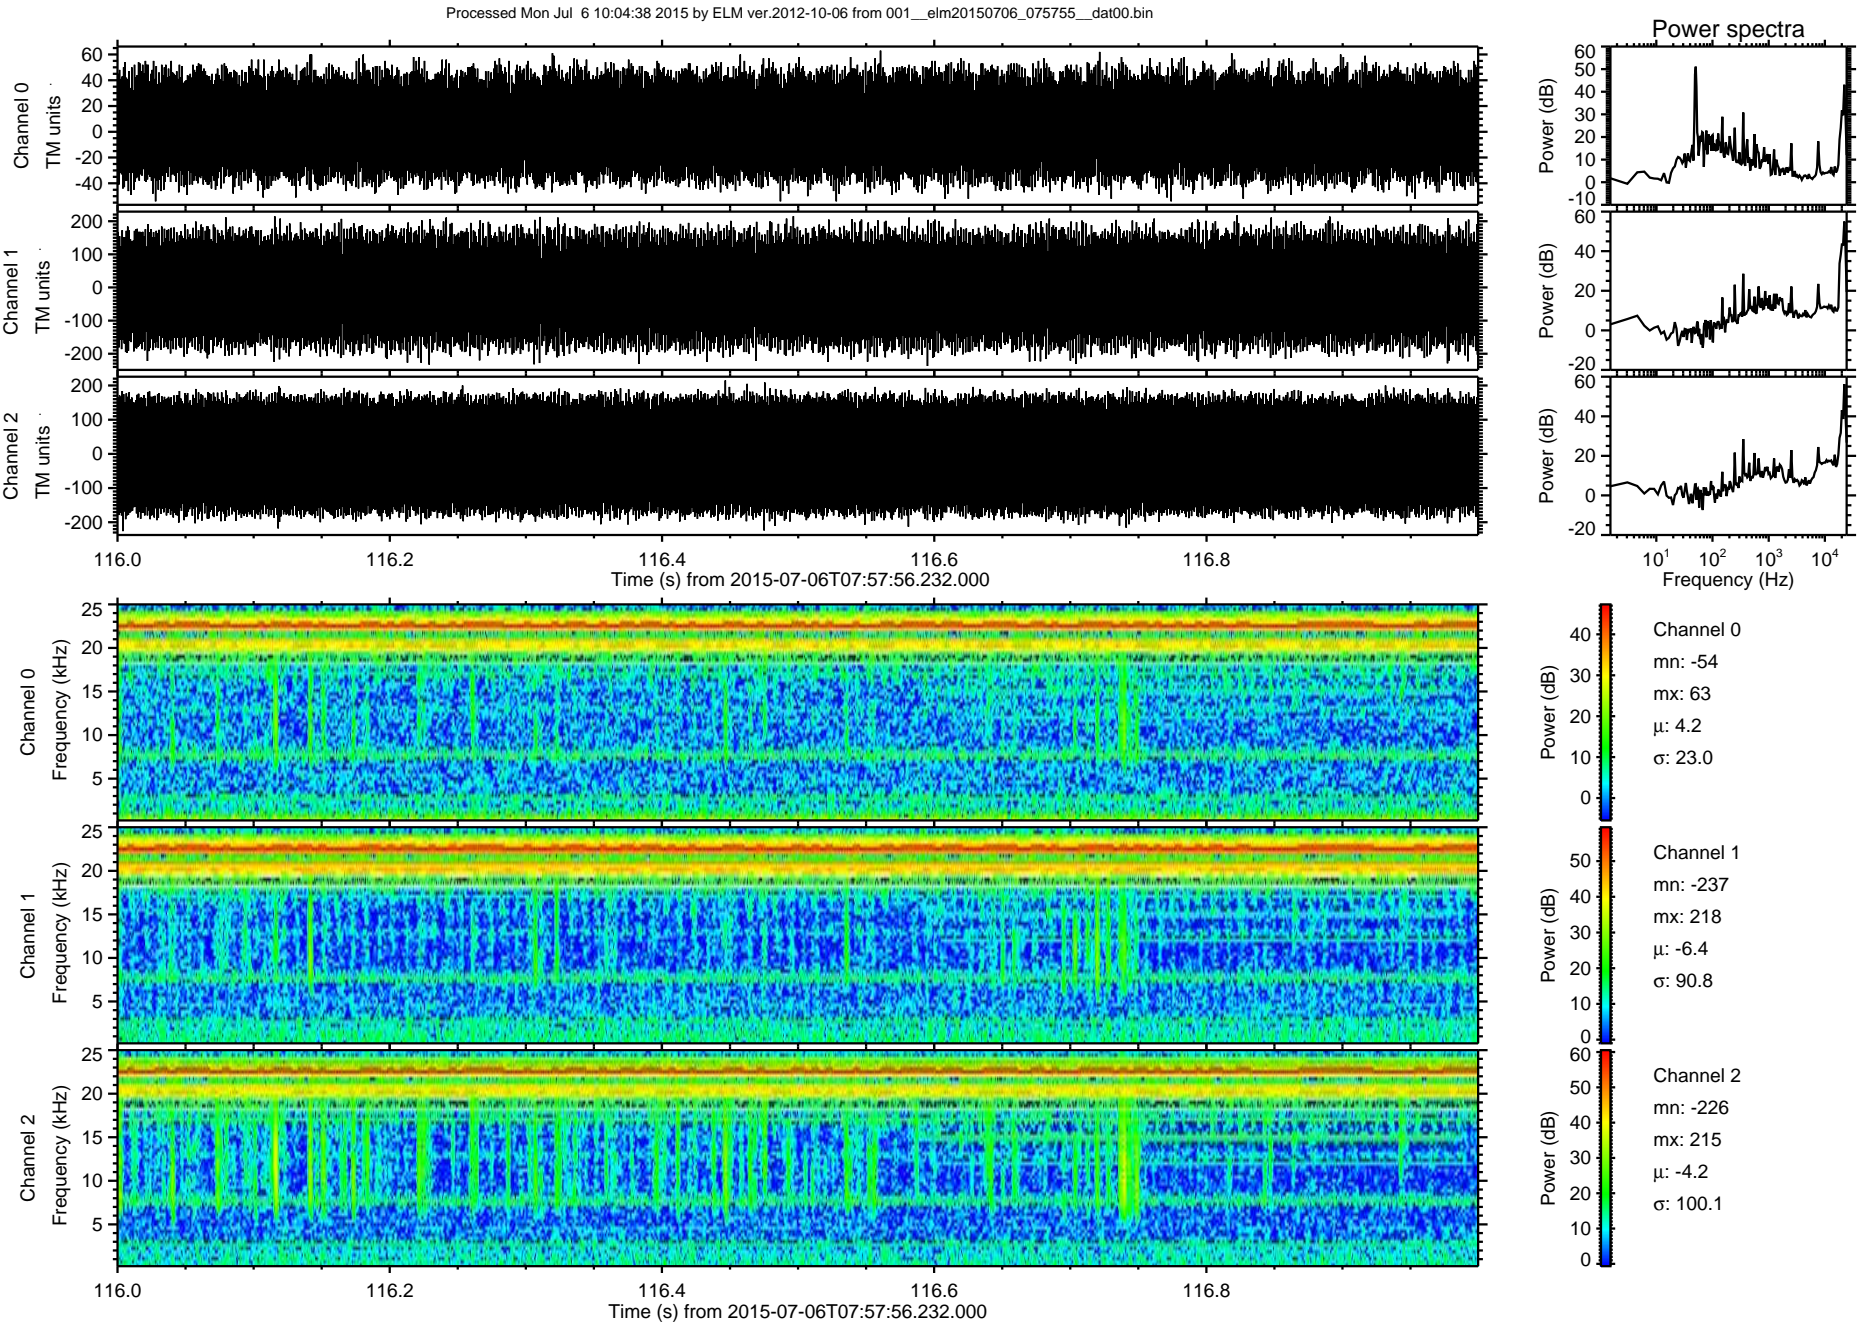 Processed Mon Jul  6 10:04:38 2015 by ELM ver.2012-10-06 from 001__elm20150706_075755__dat00.bin
Power spectra
Channel 0
TM units
60
40
20
0
-20
-40
Power (dB)
60
50
40
30
20
10
0
-10
Channel 1
TM units
200
100
0
-100
-200
Power (dB)
60
40
20
0
-20
Channel 2
TM units
200
100
0
-100
-200
Power (dB)
60
40
20
0
-20
116.0 116.2 116.4 116.6 116.8
Time (s) from 2015-07-06T07:57:56.232.000
10^1 10^2 10^3 10^4
Frequency (Hz)
Channel 0
Frequency (kHz)
25
20
15
10
5
Power (dB)
40
30
20
10
0
Channel 0
mn: -54
mx: 63
μ: 4.2
σ: 23.0
Channel 1
Frequency (kHz)
25
20
15
10
5
Power (dB)
50
40
30
20
10
0
Channel 1
mn: -237
mx: 218
μ: -6.4
σ: 90.8
Channel 2
Frequency (kHz)
25
20
15
10
5
Power (dB)
60
50
40
30
20
10
0
Channel 2
mn: -226
mx: 215
μ: -4.2
σ: 100.1
116.0 116.2 116.4 116.6 116.8
Time (s) from 2015-07-06T07:57:56.232.000